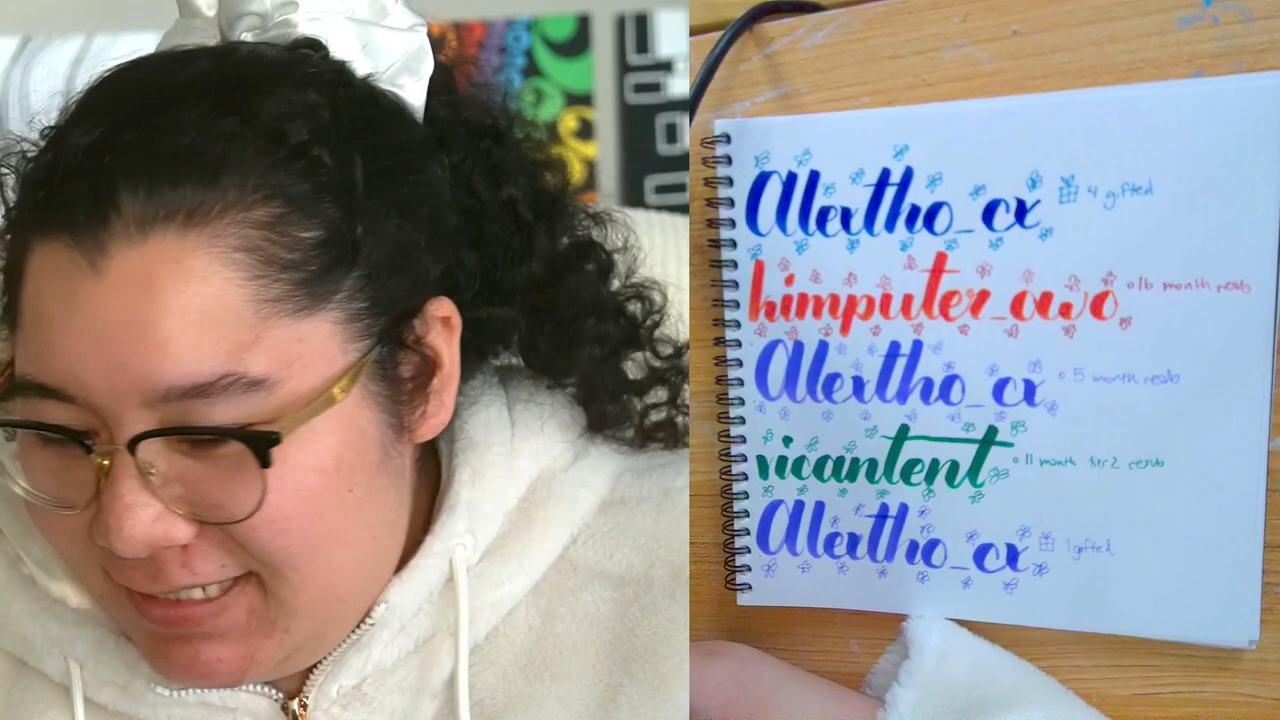 Alextho_cx 4 gifted
kimputer_owo 16 month resub
Alextho_cx 5 month resub
vicantent 11 month tier 2 resub
Alextho_cx 1 gifted